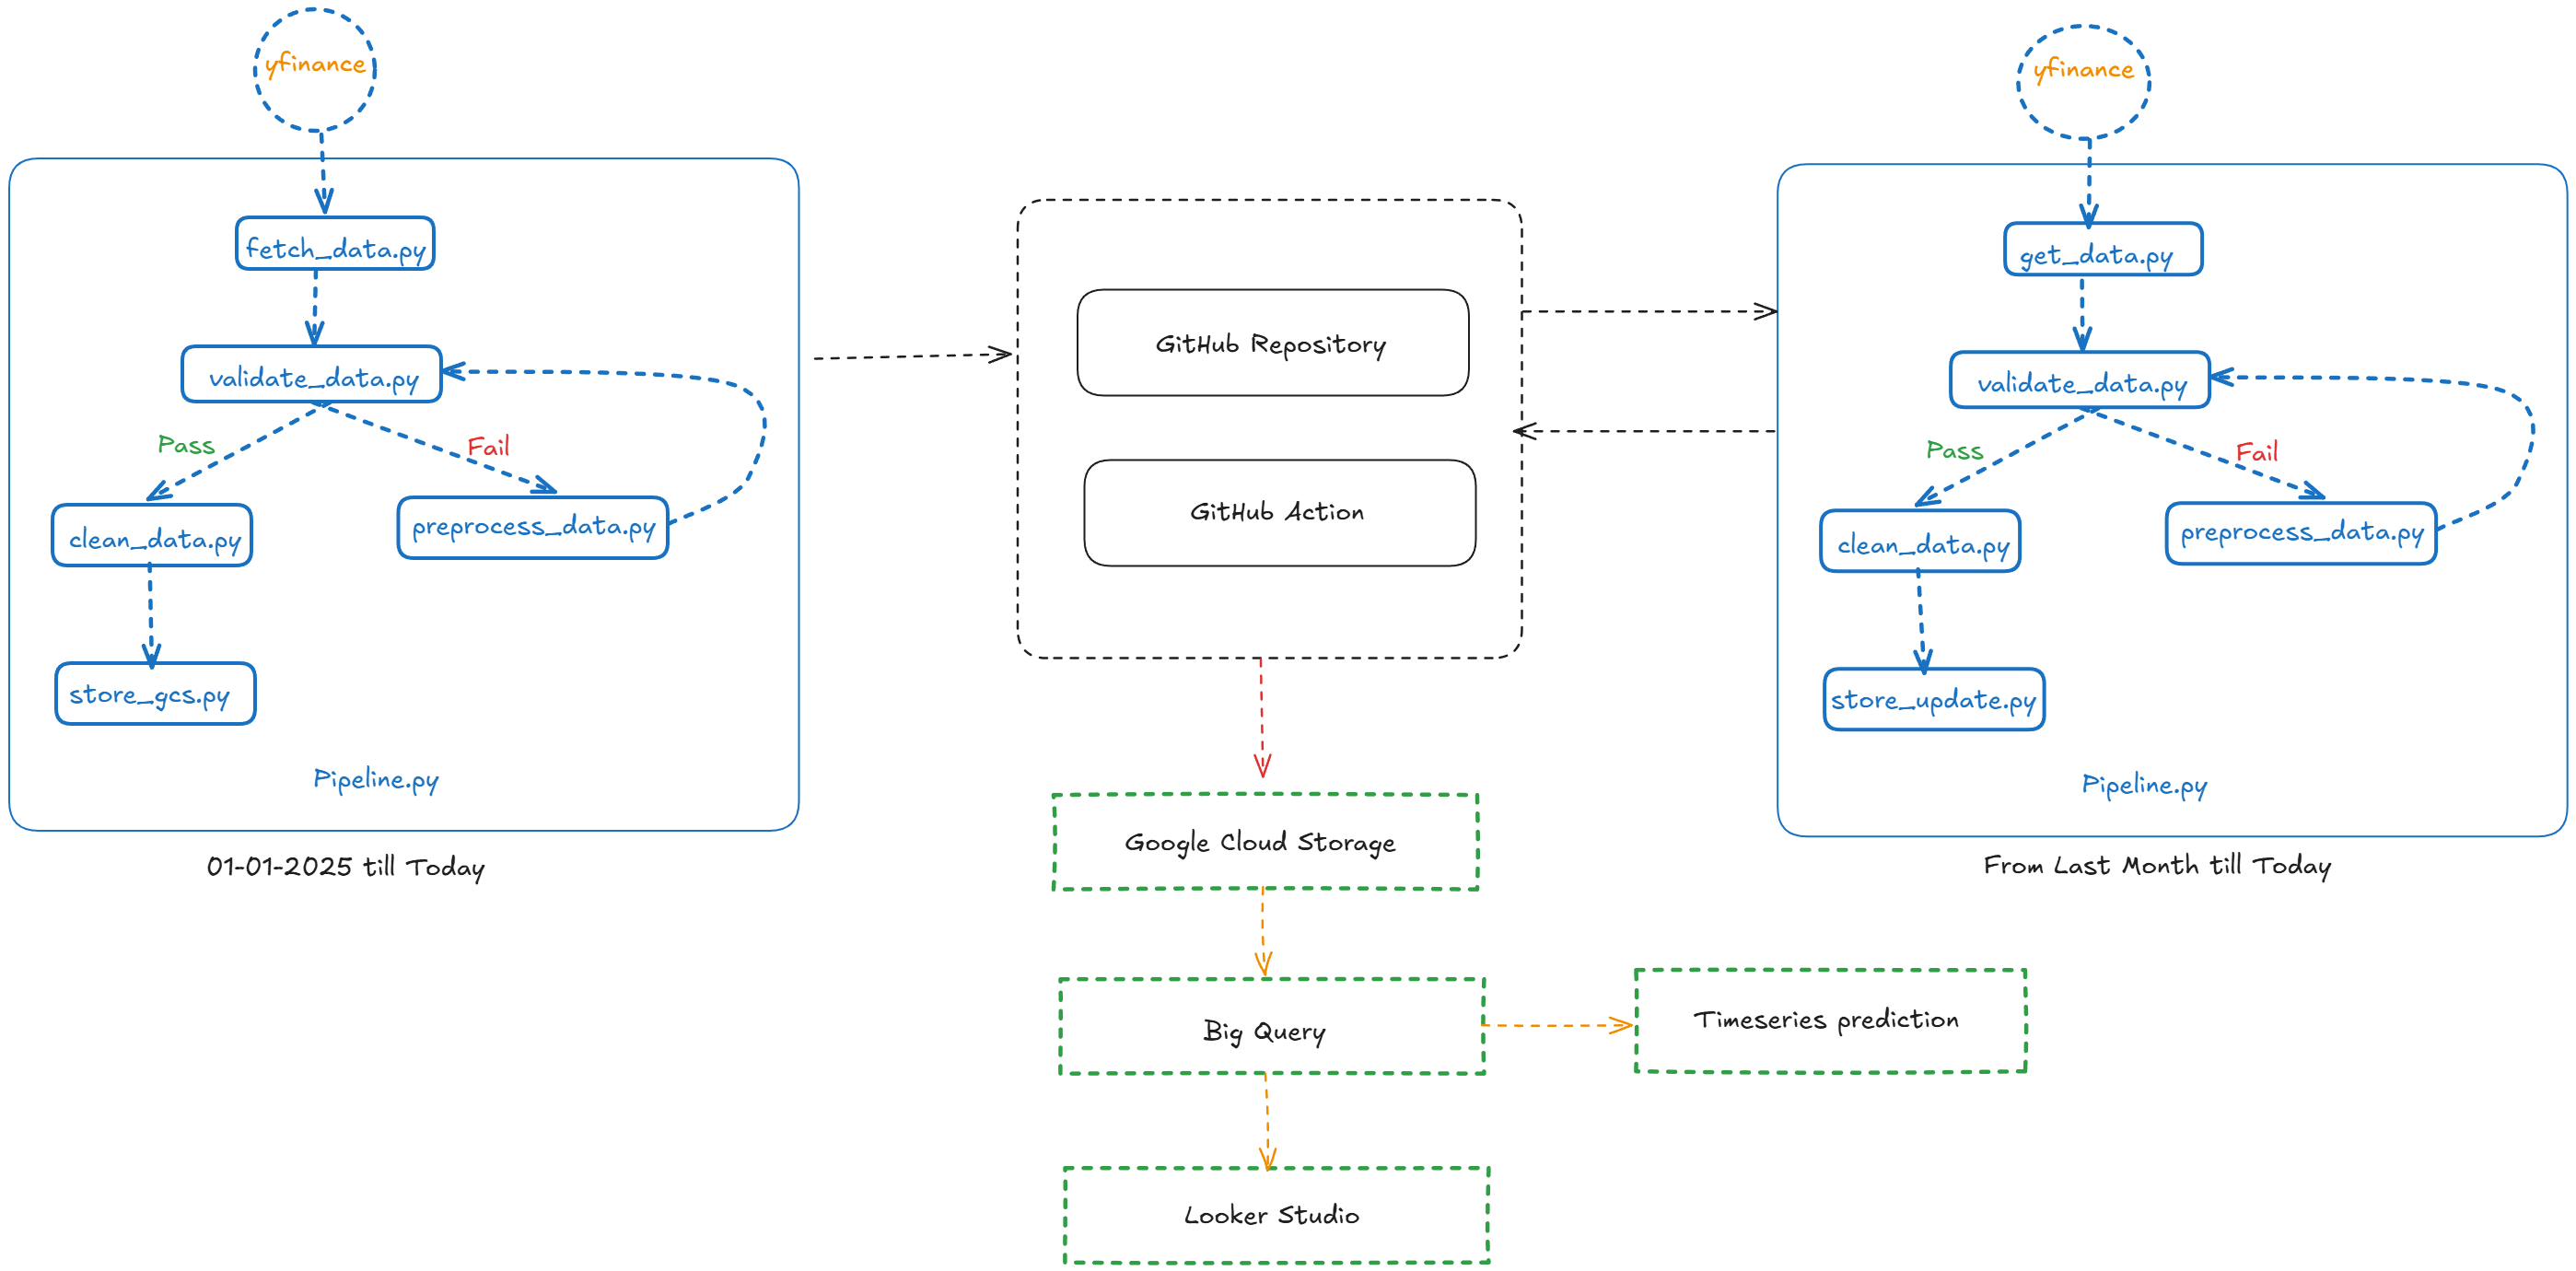 yfinance
fetch_data.py
validate_data.py
Pass
Fail
clean_data.py
preprocess_data.py
store_gcs.py
Pipeline.py
01-01-2025 till Today
GitHub Repository
GitHub Action
Google Cloud Storage
Big Query
Timeseries prediction
Looker Studio
yfinance
get_data.py
validate_data.py
Pass
Fail
clean_data.py
preprocess_data.py
store_update.py
Pipeline.py
From Last Month till Today